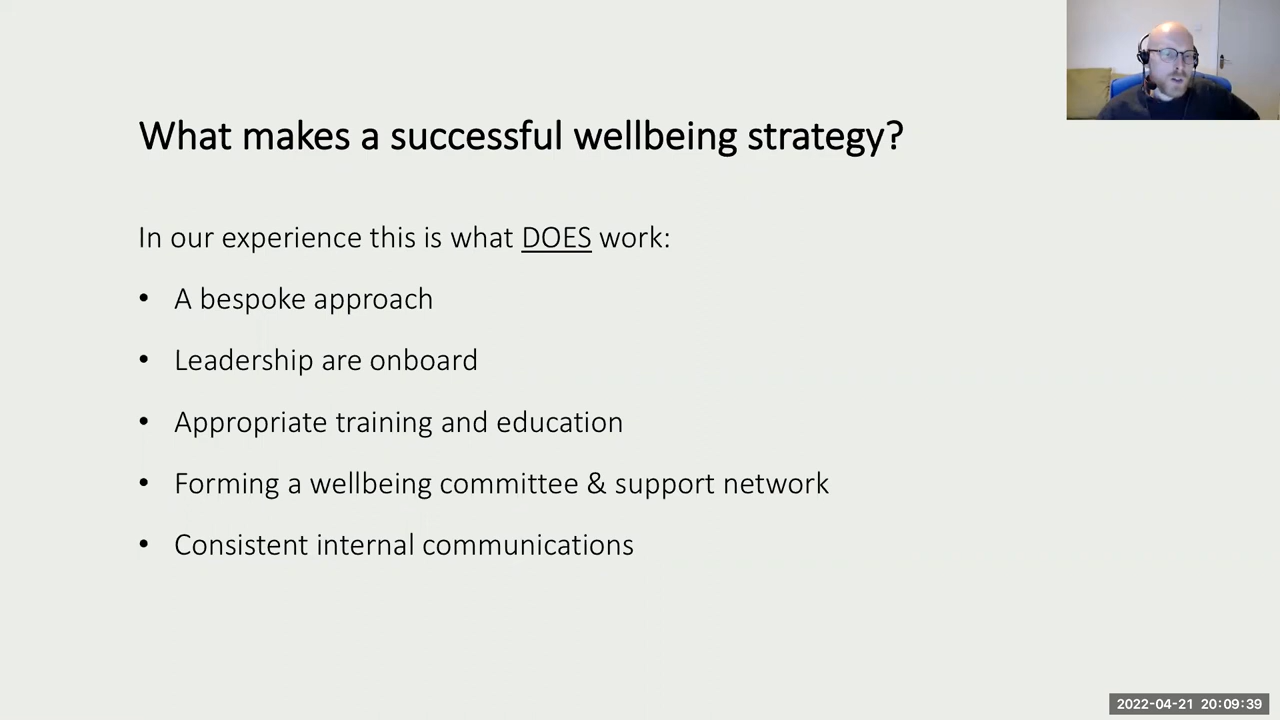 What makes a successful wellbeing strategy?
In our experience this is what DOES work:
• A bespoke approach
• Leadership are onboard
• Appropriate training and education
• Forming a wellbeing committee & support network
• Consistent internal communications
2022-04-21 20:09:39